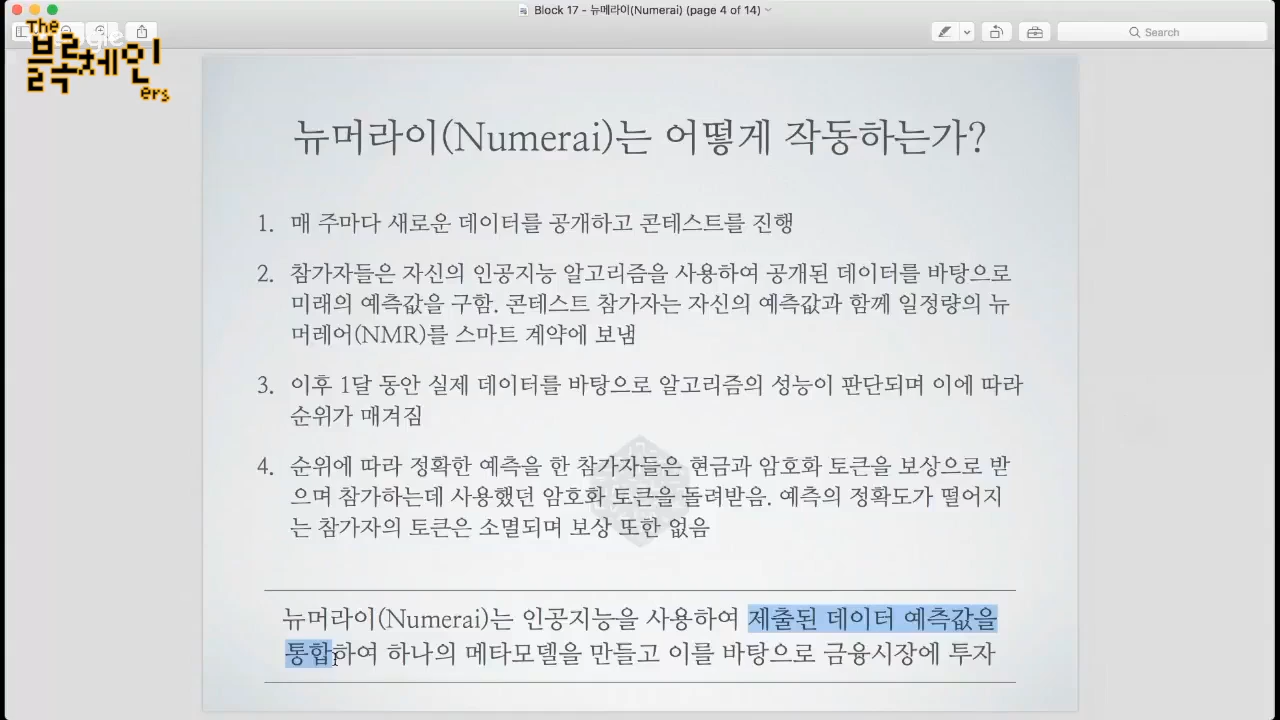 Block 17 - 뉴메라이(Numerai) (page 4 of 14)
Search
The
블록체인
ers
뉴머라이(Numerai)는 어떻게 작동하는가?
1. 매 주마다 새로운 데이터를 공개하고 콘테스트를 진행
2. 참가자들은 자신의 인공지능 알고리즘을 사용하여 공개된 데이터를 바탕으로
미래의 예측값을 구함. 콘테스트 참가자는 자신의 예측값과 함께 일정량의 뉴
머레어(NMR)를 스마트 계약에 보냄
3. 이후 1달 동안 실제 데이터를 바탕으로 알고리즘의 성능이 판단되며 이에 따라
순위가 매겨짐
4. 순위에 따라 정확한 예측을 한 참가자들은 현금과 암호화 토큰을 보상으로 받
으며 참가하는데 사용했던 암호화 토큰을 돌려받음. 예측의 정확도가 떨어지
는 참가자의 토큰은 소멸되며 보상 또한 없음
뉴머라이(Numerai)는 인공지능을 사용하여 제출된 데이터 예측값을
통합하여 하나의 메타모델을 만들고 이를 바탕으로 금융시장에 투자